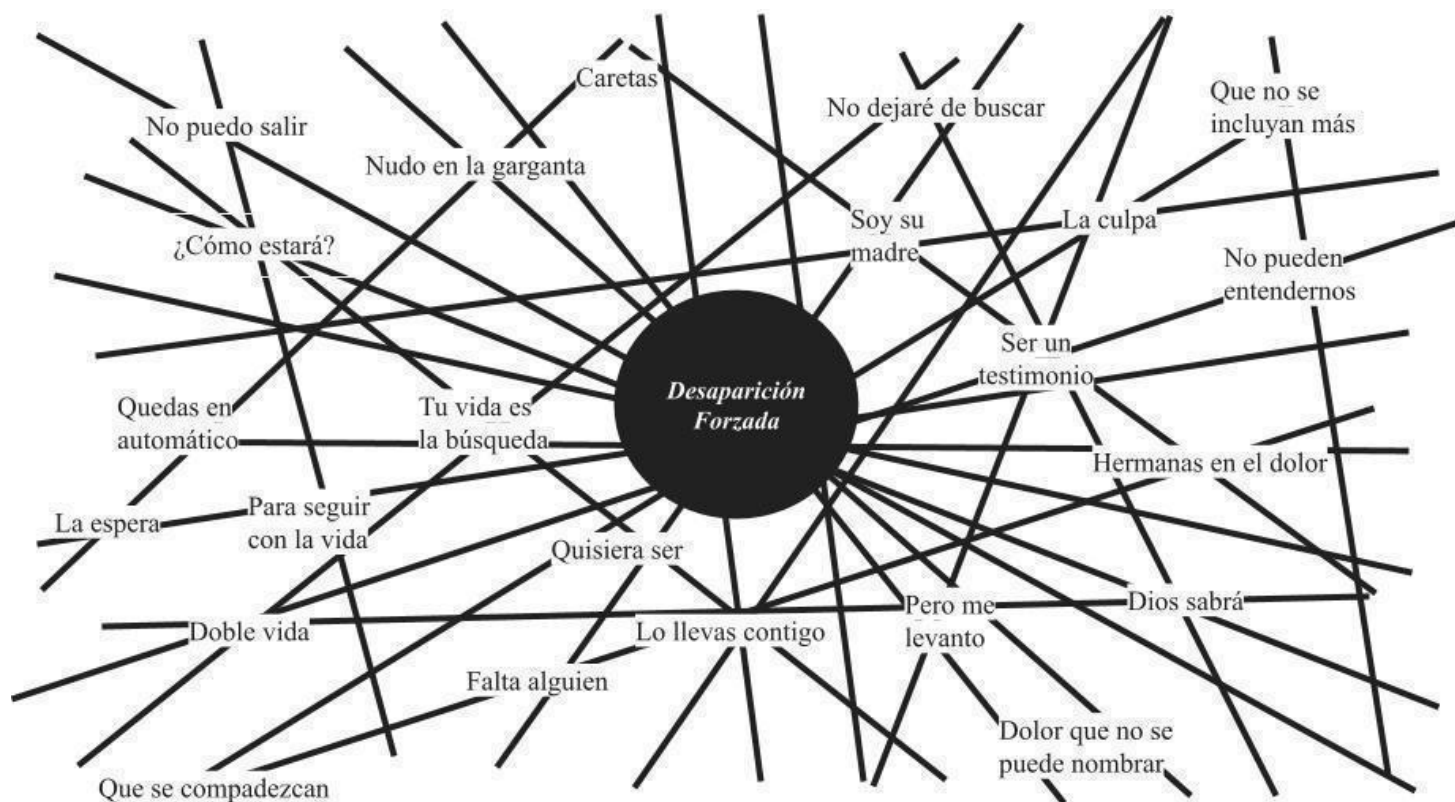 Caretas
No dejaré de buscar
Que no se
incluyan más
No puedo salir
Nudo en la garganta
Soy su
madre
La culpa
¿Cómo estará?
No pueden
entendernos
Ser un
testimonio
Desaparición
Forzada
Quedas en
automático
Tu vida es
la búsqueda
Hermanas en el dolor
La espera
Para seguir
con la vida
Quisiera ser
Pero me
levanto
Dios sabrá
Doble vida
Lo llevas contigo
Falta alguien
Dolor que no se
puede nombrar
Que se compadezcan